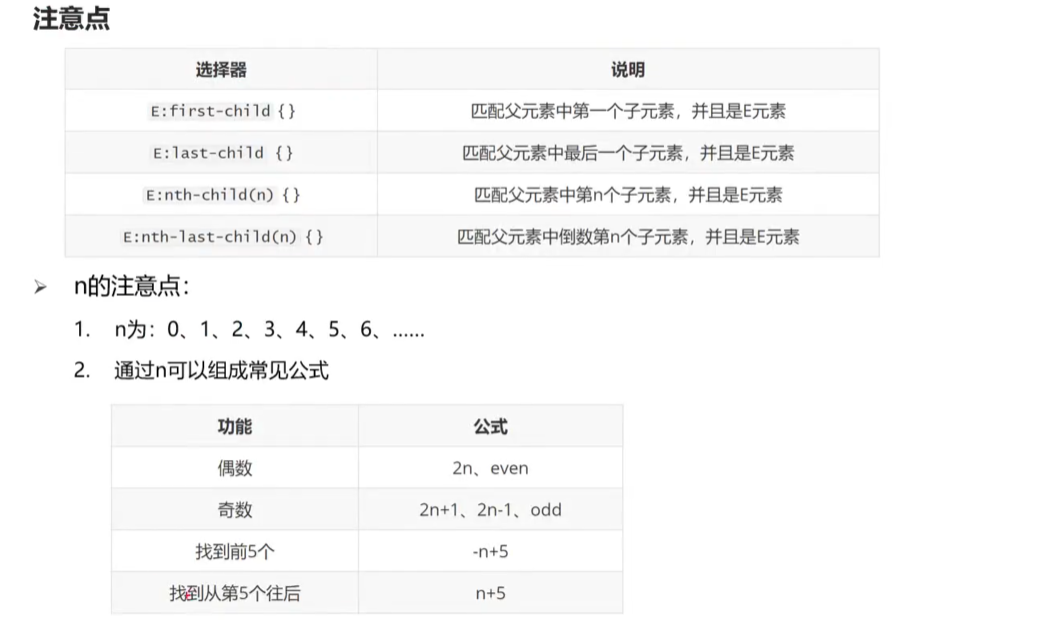 注意点
选择器 说明
E:first-child {} 匹配父元素中第一个子元素，并且是E元素
E:last-child {} 匹配父元素中最后一个子元素，并且是E元素
E:nth-child(n) {} 匹配父元素中第n个子元素，并且是E元素
E:nth-last-child(n) {} 匹配父元素中倒数第n个子元素，并且是E元素
➢ n的注意点：
1. n为：0、1、2、3、4、5、6、......
2. 通过n可以组成常见公式
功能 公式
偶数 2n、even
奇数 2n+1、2n-1、odd
找到前5个 -n+5
找到从第5个往后 n+5